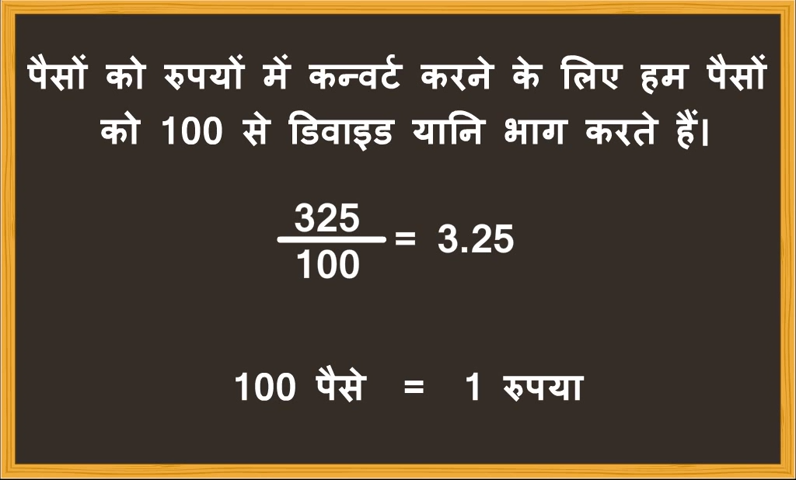 पैसों को रुपयों में कन्वर्ट करने के लिए हम पैसों
को 100 से डिवाइड यानि भाग करते हैं।
325
100
= 3.25
100 पैसे = 1 रुपया